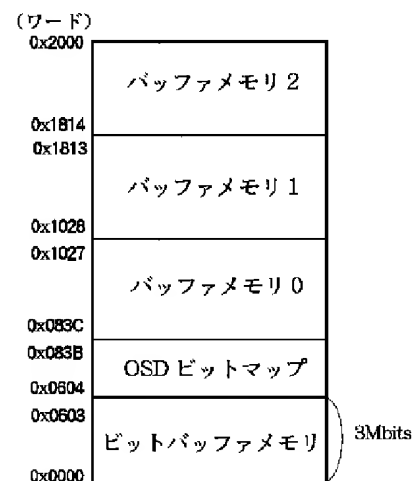 （ワード）
0x2000
バッファメモリ2
0x1814
0x1813
バッファメモリ1
0x1028
0x1027
バッファメモリ0
0x083C
0x083B
OSDビットマップ
0x0604
0x0603
ビットバッファメモリ
3Mbits
0x0000